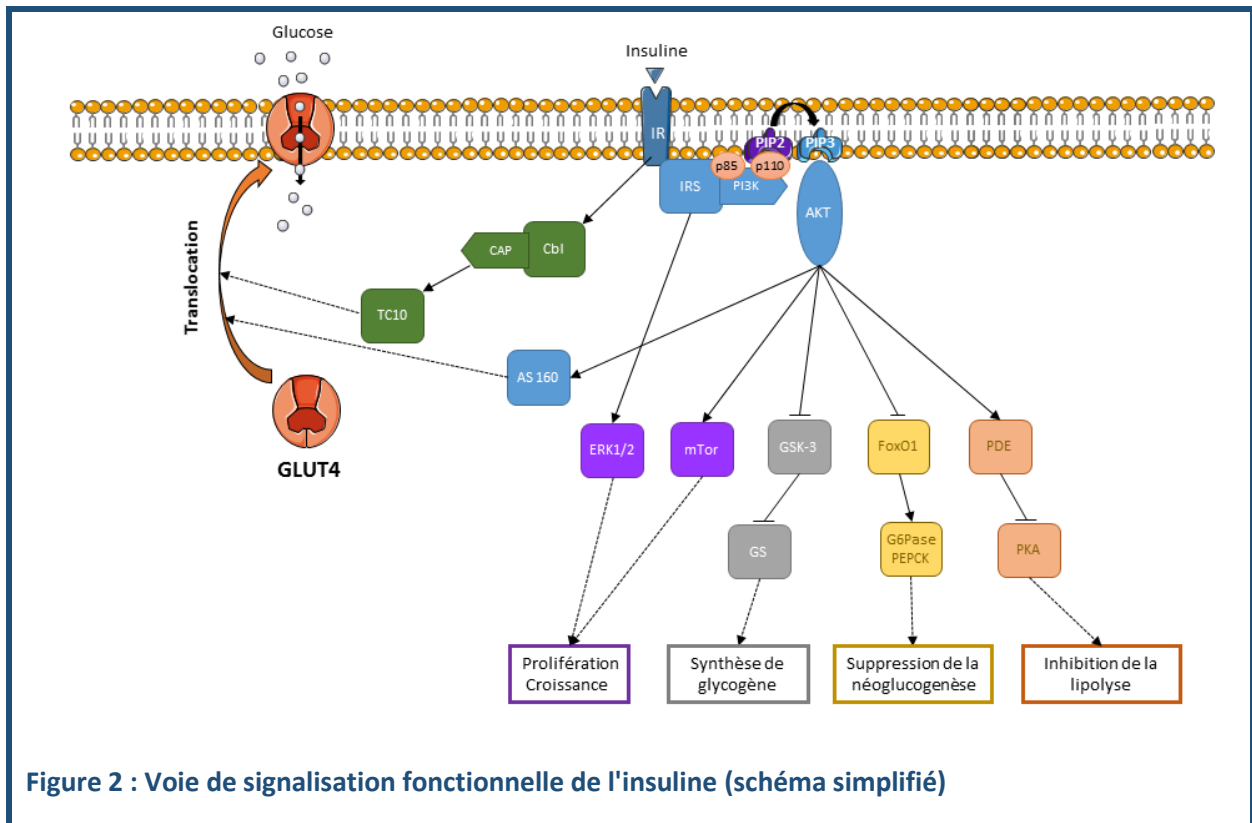 Glucose
Insuline
IR
PIP2
PIP3
p85
p110
IRS
PI3K
AKT
CAP
Cbl
Translocation
TC10
AS 160
GLUT4
ERK1/2
mTor
GSK-3
FoxO1
PDE
GS
G6Pase
PEPCK
PKA
Prolifération
Croissance
Synthèse de
glycogène
Suppression de la
néoglucogenèse
Inhibition de la
lipolyse
Figure 2 : Voie de signalisation fonctionnelle de l'insuline (schéma simplifié)